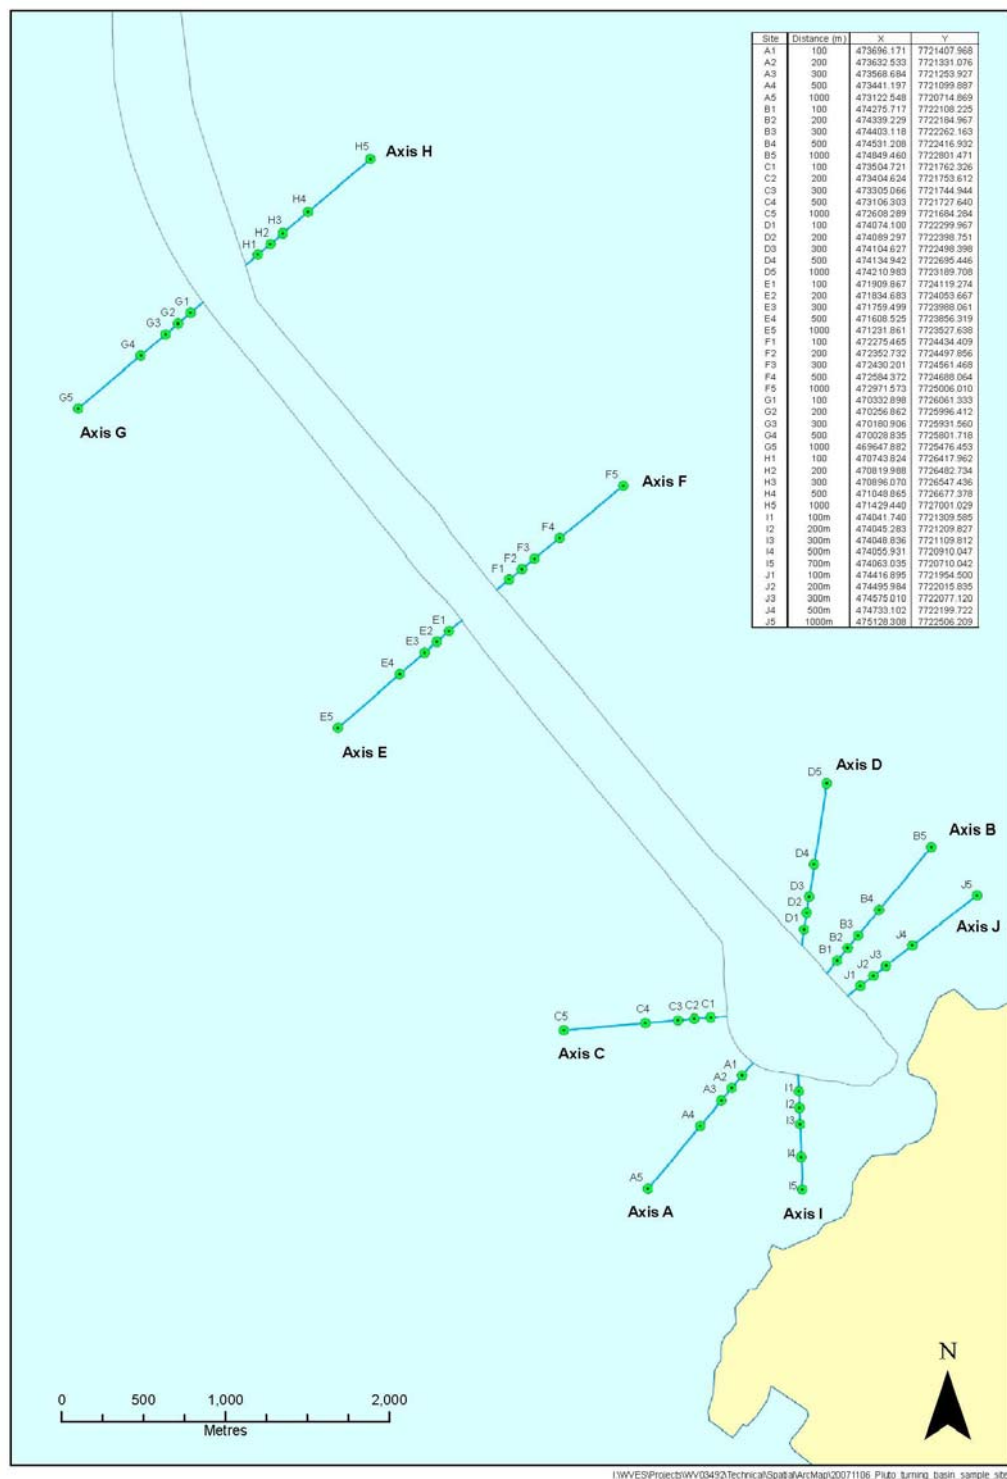 Site Distance (m) X Y
A1 100 473696.171 7721407.968
A2 200 473632.533 7721331.076
A3 300 473568.684 7721253.927
A4 500 473441.197 7721099.887
A5 1000 473122.548 7720714.869
B1 100 474275.717 7722108.225
B2 200 474339.229 7722184.967
B3 300 474403.118 7722262.163
B4 500 474531.208 7722416.932
B5 1000 474849.460 7722801.471
C1 100 473504.721 7721762.326
C2 200 473404.624 7721753.612
C3 300 473305.066 7721744.944
C4 500 473106.303 7721727.640
C5 1000 472608.289 7721684.284
D1 100 474074.100 7722299.967
D2 200 474089.297 7722398.751
D3 300 474104.627 7722498.398
D4 500 474134.942 7722695.446
D5 1000 474210.983 7723189.708
E1 100 471909.867 7724119.274
E2 200 471834.683 7724053.667
E3 300 471759.499 7723988.061
E4 500 471608.525 7723856.319
E5 1000 471231.861 7723527.638
F1 100 472275.465 7724434.409
F2 200 472352.732 7724497.856
F3 300 472430.201 7724561.468
F4 500 472584.372 7724688.064
F5 1000 472971.573 7725006.010
G1 100 470332.898 7726061.333
G2 200 470256.862 7725996.412
G3 300 470180.906 7725931.560
G4 500 470028.835 7725801.718
G5 1000 469647.882 7725476.453
H1 100 470743.824 7726417.962
H2 200 470819.988 7726482.734
H3 300 470896.070 7726547.436
H4 500 471048.865 7726677.378
H5 1000 471429.440 7727001.029
I1 100m 474041.740 7721309.585
I2 200m 474045.283 7721209.827
I3 300m 474048.836 7721109.812
I4 500m 474055.931 7720910.047
I5 700m 474063.035 7720710.042
J1 100m 474416.895 7721954.500
J2 200m 474495.984 7722015.835
J3 300m 474575.010 7722077.120
J4 500m 474733.102 7722199.722
J5 1000m 475128.308 7722506.209
H5
Axis H
H4
H3
H2
H1
G1
G2
G3
G4
G5
Axis G
F5
Axis F
F4
F3
F2
F1
E1
E2
E3
E4
E5
Axis E
D5
Axis D
D4
D3
D2
D1
B5
Axis B
B4
B3
B2
B1
J5
Axis J
J4
J3
J2
J1
C5
C4
C3
C2
C1
Axis C
A1
A2
A3
A4
A5
Axis A
I1
I2
I3
I4
I5
Axis I
N
0 500 1,000 2,000
Metres